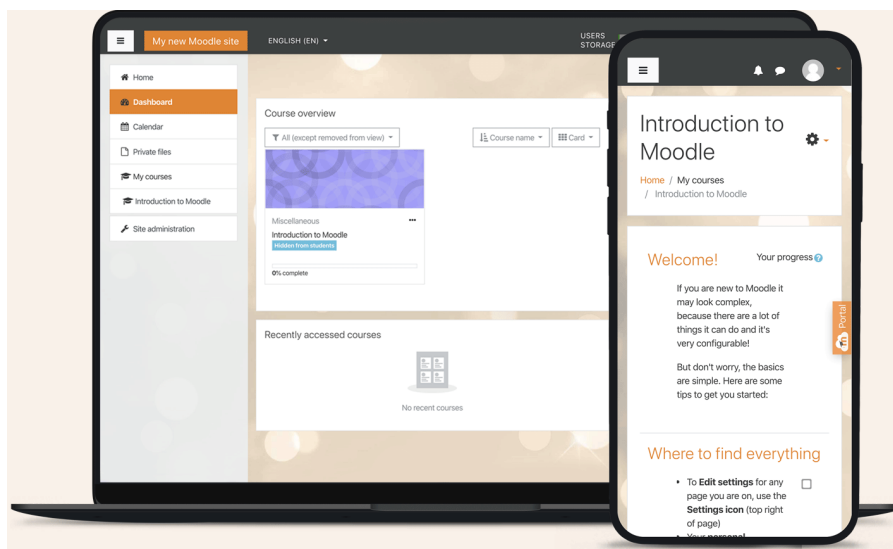 My new Moodle site
ENGLISH (EN)
USERS
STORAGE
Home
Dashboard
Calendar
Private files
My courses
Introduction to Moodle
Site administration
Course overview
All (except removed from view)
Course name
Card
Miscellaneous
Introduction to Moodle
Hidden from students
0% complete
Recently accessed courses
No recent courses
Introduction to
Moodle
Home / My courses
/ Introduction to Moodle
Welcome!
Your progress
If you are new to Moodle it
may look complex,
because there are a lot of
things it can do and it's
very configurable!
But don't worry, the basics
are simple. Here are some
tips to get you started:
Portal
Where to find everything
To Edit settings for any
page you are on, use the
Settings icon (top right
of page)
Your personal